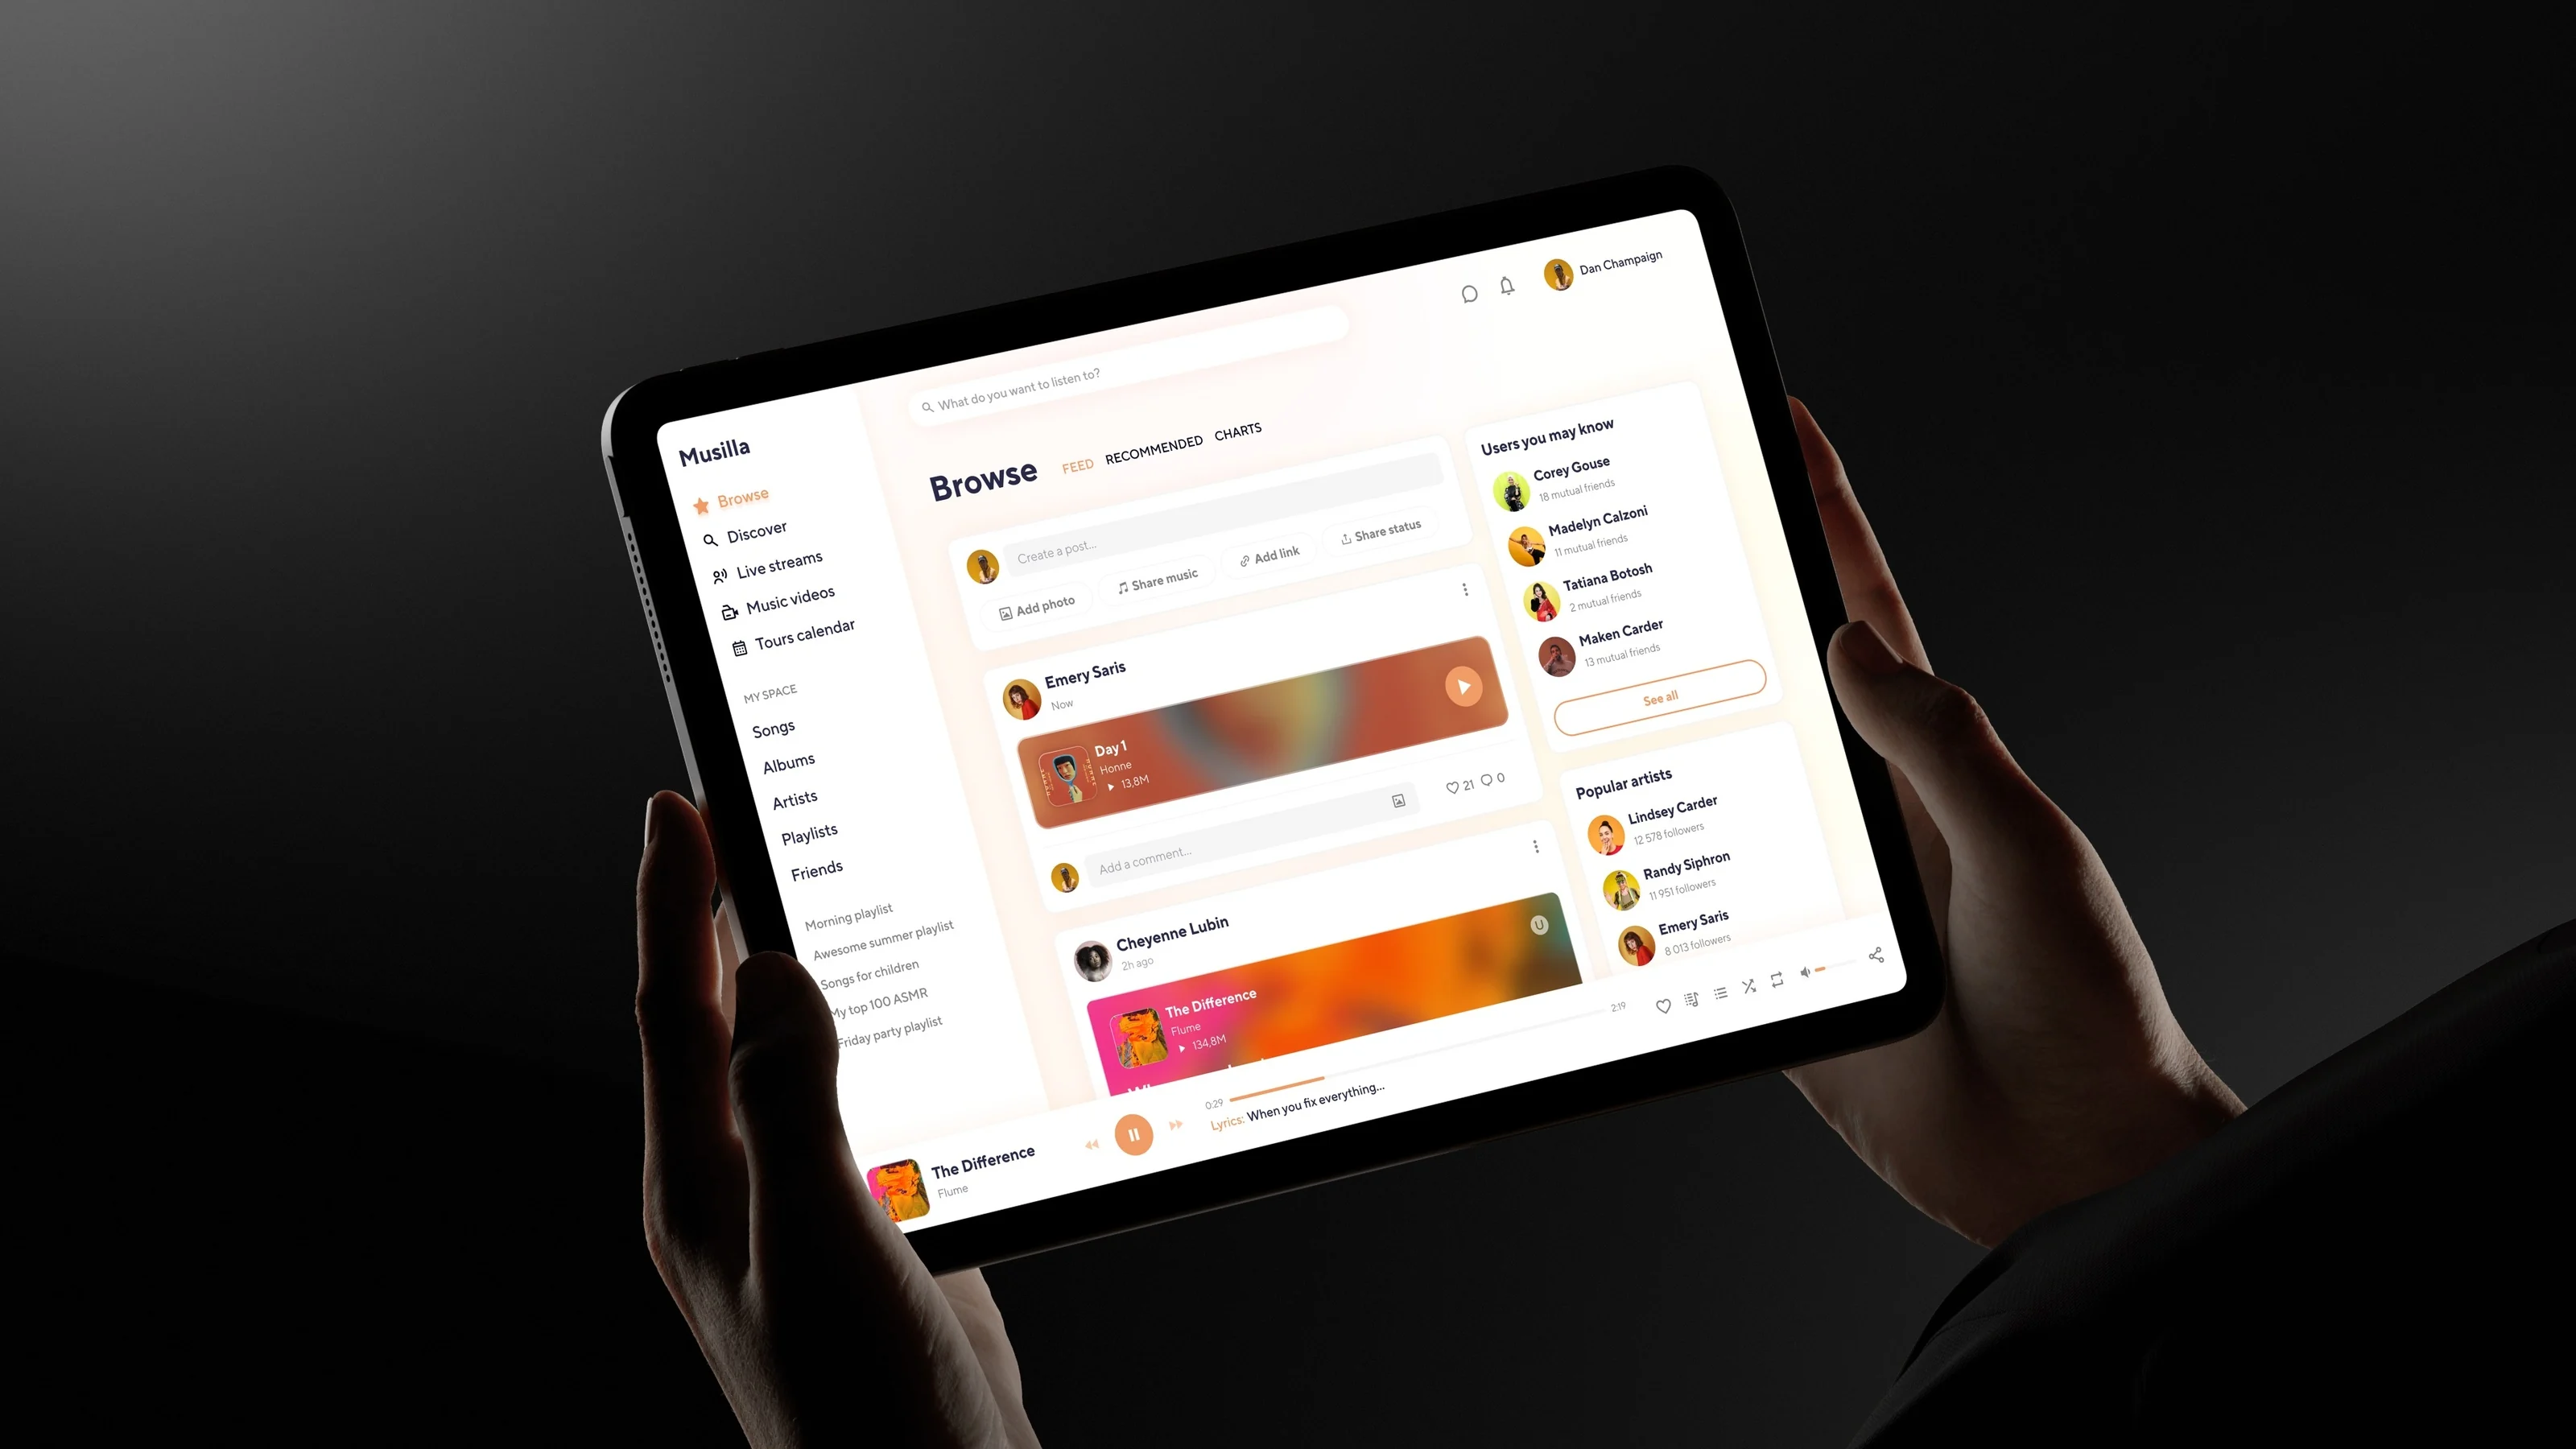 Dan Champaign
What do you want to listen to?
Musilla
Browse
Discover
Live streams
Music videos
Tours calendar
MY SPACE
Songs
Albums
Artists
Playlists
Friends
Morning playlist
Awesome summer playlist
Songs for children
My top 100 ASMR
Friday party playlist
Browse
FEED RECOMMENDED CHARTS
Create a post...
Add photo
Share music
Add link
Share status
Emery Saris
Now
Day 1
Honne
13,8M
21 0
Add a comment...
Cheyenne Lubin
2h ago
U
The Difference
Flume
134,8M
Users you may know
Corey Gouse
18 mutual friends
Madelyn Calzoni
11 mutual friends
Tatiana Botosh
2 mutual friends
Maken Carder
13 mutual friends
See all
Popular artists
Lindsey Carder
12 578 followers
Randy Siphron
11 951 followers
Emery Saris
8 013 followers
The Difference
Flume
0:29
2:19
Lyrics: When you fix everything...